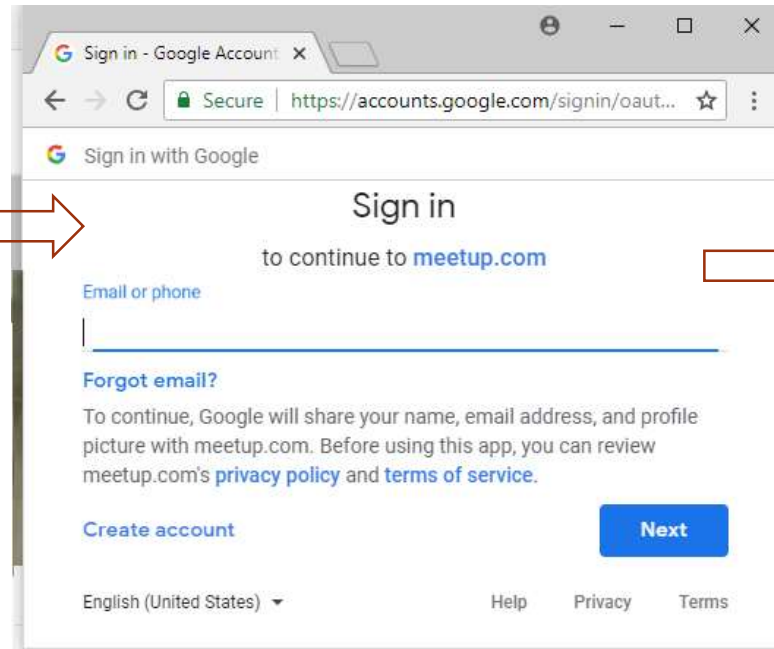 Sign in - Google Account
Secure | https://accounts.google.com/signin/oaut...
Sign in with Google
Sign in
to continue to meetup.com
Email or phone
Forgot email?
To continue, Google will share your name, email address, and profile
picture with meetup.com. Before using this app, you can review
meetup.com's privacy policy and terms of service.
Create account
Next
English (United States)
Help Privacy Terms